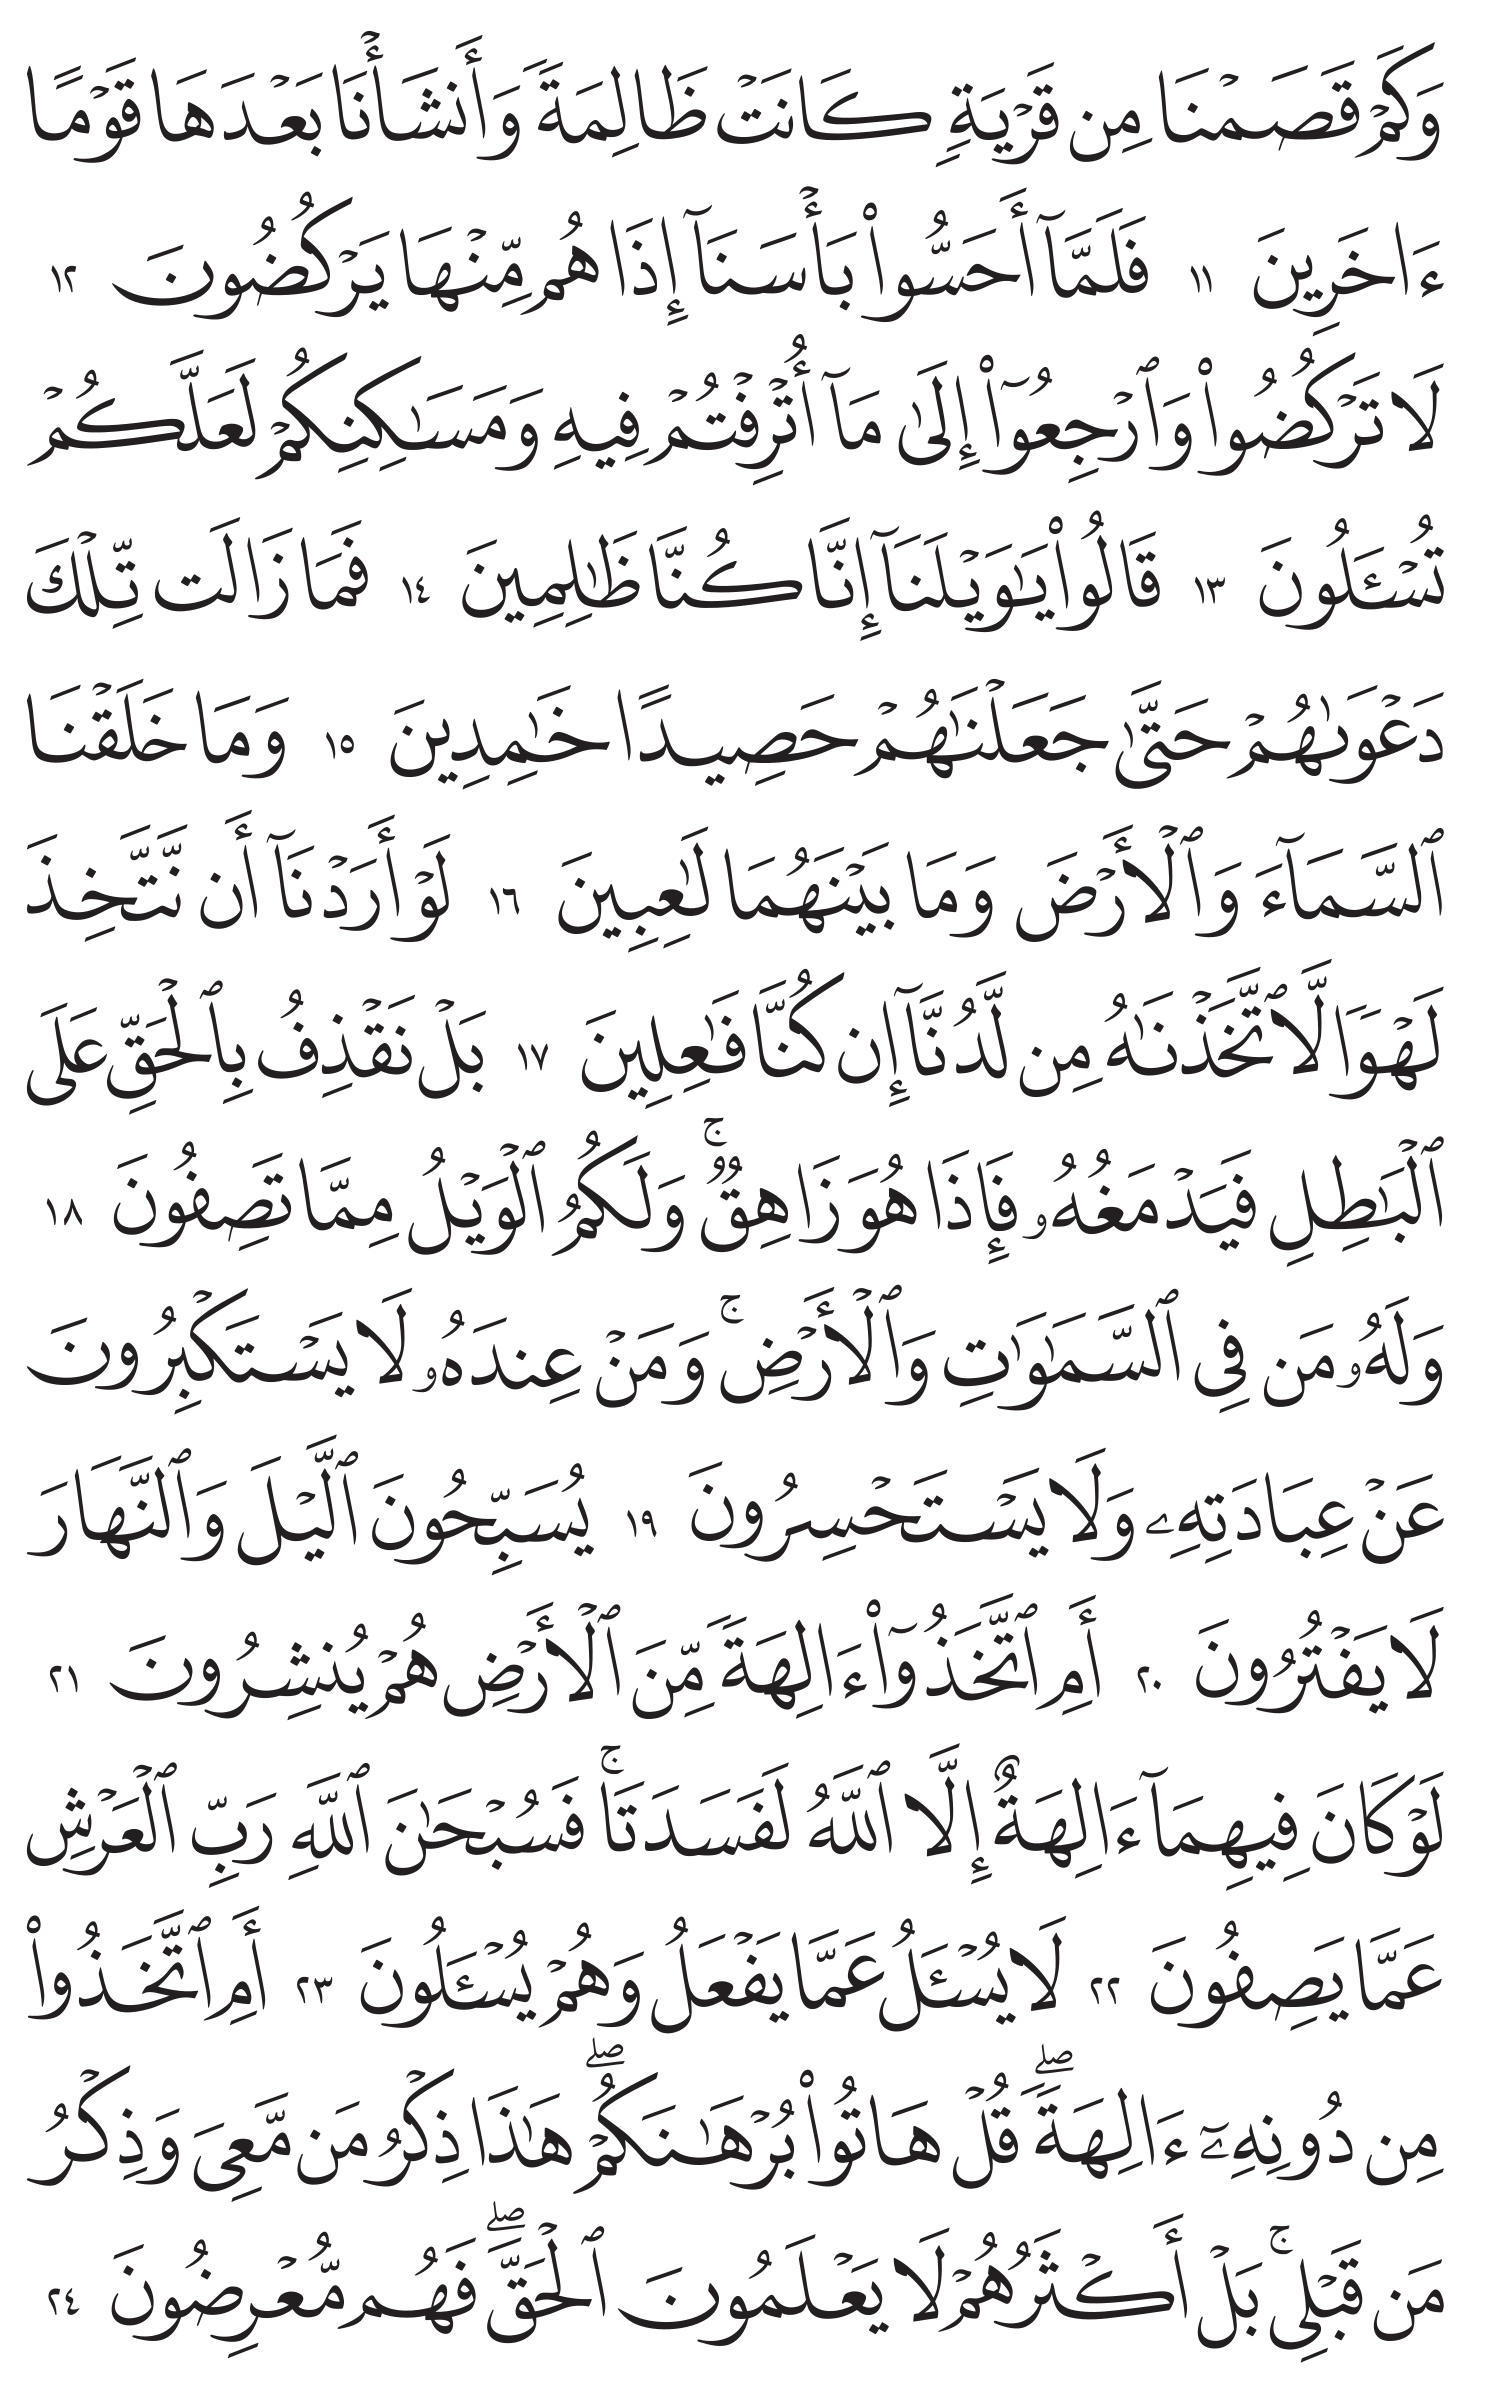 وَكَمۡ قَصَمۡنَا مِن قَرۡيَةٖ كَانَتۡ ظَالِمَةٗ وَأَنشَأۡنَا بَعۡدَهَا قَوۡمًا
ءَاخَرِينَ ١١ فَلَمَّآ أَحَسُّواْ بَأۡسَنَآ إِذَا هُم مِّنۡهَا يَرۡكُضُونَ ١٢
لَا تَرۡكُضُواْ وَٱرۡجِعُوٓاْ إِلَىٰ مَآ أُتۡرِفۡتُمۡ فِيهِ وَمَسَٰكِنِكُمۡ لَعَلَّكُمۡ
تُسۡـَٔلُونَ ١٣ قَالُواْ يَٰوَيۡلَنَآ إِنَّا كُنَّا ظَٰلِمِينَ ١٤ فَمَا زَالَت تِّلۡكَ
دَعۡوَىٰهُمۡ حَتَّىٰ جَعَلۡنَٰهُمۡ حَصِيدًا خَٰمِدِينَ ١٥ وَمَا خَلَقۡنَا
ٱلسَّمَآءَ وَٱلۡأَرۡضَ وَمَا بَيۡنَهُمَا لَٰعِبِينَ ١٦ لَوۡ أَرَدۡنَآ أَن نَّتَّخِذَ
لَهۡوٗا لَّٱتَّخَذۡنَٰهُ مِن لَّدُنَّآ إِن كُنَّا فَٰعِلِينَ ١٧ بَلۡ نَقۡذِفُ بِٱلۡحَقِّ عَلَى
ٱلۡبَٰطِلِ فَيَدۡمَغُهُۥ فَإِذَا هُوَ زَاهِقٞۚ وَلَكُمُ ٱلۡوَيۡلُ مِمَّا تَصِفُونَ ١٨
وَلَهُۥ مَن فِي ٱلسَّمَٰوَٰتِ وَٱلۡأَرۡضِۚ وَمَنۡ عِندَهُۥ لَا يَسۡتَكۡبِرُونَ
عَنۡ عِبَادَتِهِۦ وَلَا يَسۡتَحۡسِرُونَ ١٩ يُسَبِّحُونَ ٱلَّيۡلَ وَٱلنَّهَارَ
لَا يَفۡتُرُونَ ٢٠ أَمِ ٱتَّخَذُوٓاْ ءَالِهَةٗ مِّنَ ٱلۡأَرۡضِ هُمۡ يُنشِرُونَ ٢١
لَوۡ كَانَ فِيهِمَآ ءَالِهَةٌ إِلَّا ٱللَّهُ لَفَسَدَتَاۚ فَسُبۡحَٰنَ ٱللَّهِ رَبِّ ٱلۡعَرۡشِ
عَمَّا يَصِفُونَ ٢٢ لَا يُسۡـَٔلُ عَمَّا يَفۡعَلُ وَهُمۡ يُسۡـَٔلُونَ ٢٣ أَمِ ٱتَّخَذُواْ
مِن دُونِهِۦٓ ءَالِهَةٗۖ قُلۡ هَاتُواْ بُرۡهَٰنَكُمۡۖ هَٰذَا ذِكۡرُ مَن مَّعِيَ وَذِكۡرُ
مَن قَبۡلِيۚ بَلۡ أَكۡثَرُهُمۡ لَا يَعۡلَمُونَ ٱلۡحَقَّۖ فَهُم مُّعۡرِضُونَ ٢٤